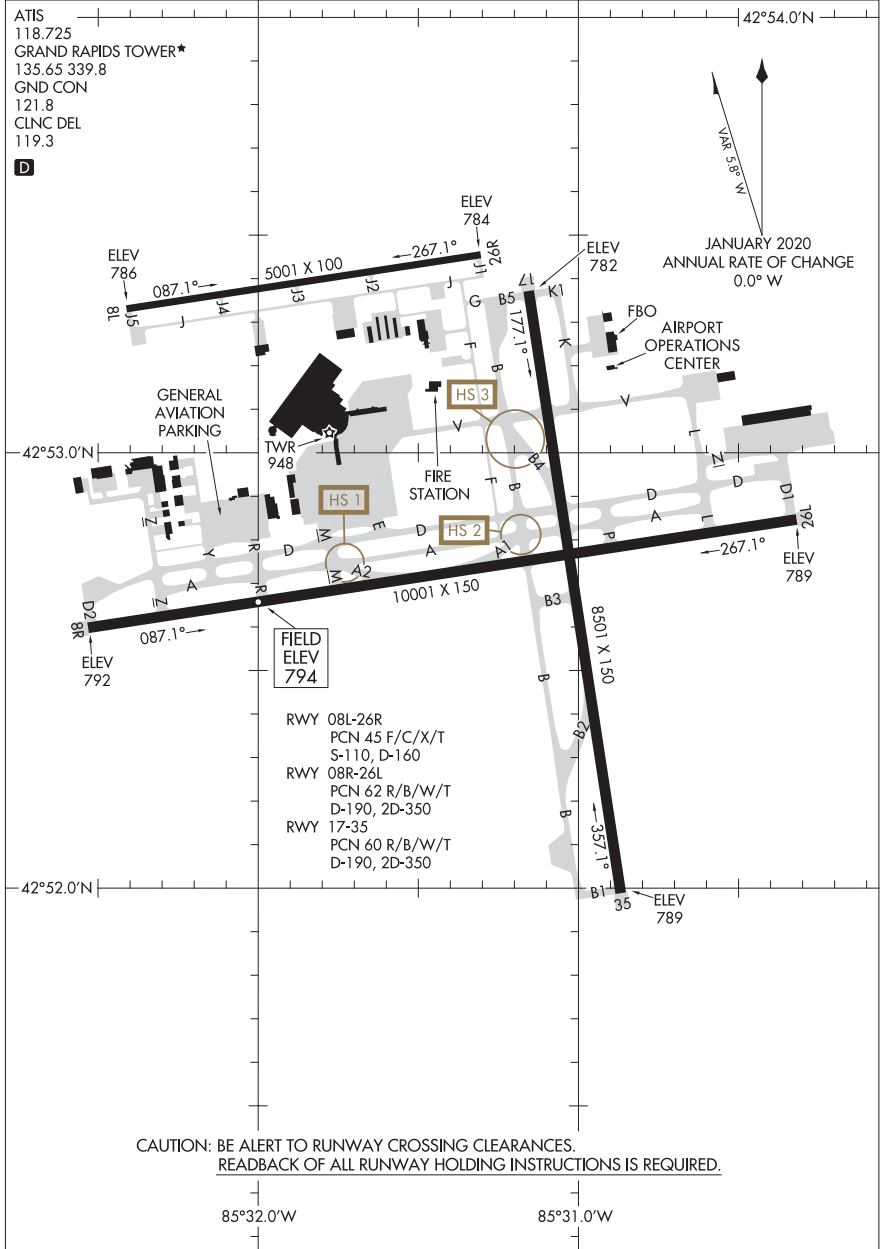 ATIS
118.725
GRAND RAPIDS TOWER★
135.65 339.8
GND CON
121.8
CLNC DEL
119.3
D
42°54.0'N
VAR 5.8° W
JANUARY 2020
ANNUAL RATE OF CHANGE
0.0° W
ELEV
784
26R
ELEV
786
087.1°
5001 X 100
267.1°
8L
J5
J
J4
J3
J2
J
J1
ELEV
782
17
177.1°
G
B5
K1
K
F
B
FBO
AIRPORT
OPERATIONS
CENTER
HS 3
V
V
GENERAL
AVIATION
PARKING
TWR
948
FIRE
STATION
42°53.0'N
B4
L
Z
HS 1
HS 2
F
B
Z
Y
R
D
M
E
D
A
A1
D
D
D1
P
A
L
26L
A
Z
R
M
A2
D2
8R
087.1°
10001 X 150
267.1°
ELEV
789
ELEV
792
FIELD
ELEV
794
B3
8501 X 150
B
B2
B
RWY 08L-26R
PCN 45 F/C/X/T
S-110, D-160
RWY 08R-26L
PCN 62 R/B/W/T
D-190, 2D-350
RWY 17-35
PCN 60 R/B/W/T
D-190, 2D-350
357.1°
42°52.0'N
B1
35
ELEV
789
CAUTION: BE ALERT TO RUNWAY CROSSING CLEARANCES.
READBACK OF ALL RUNWAY HOLDING INSTRUCTIONS IS REQUIRED.
85°32.0'W
85°31.0'W